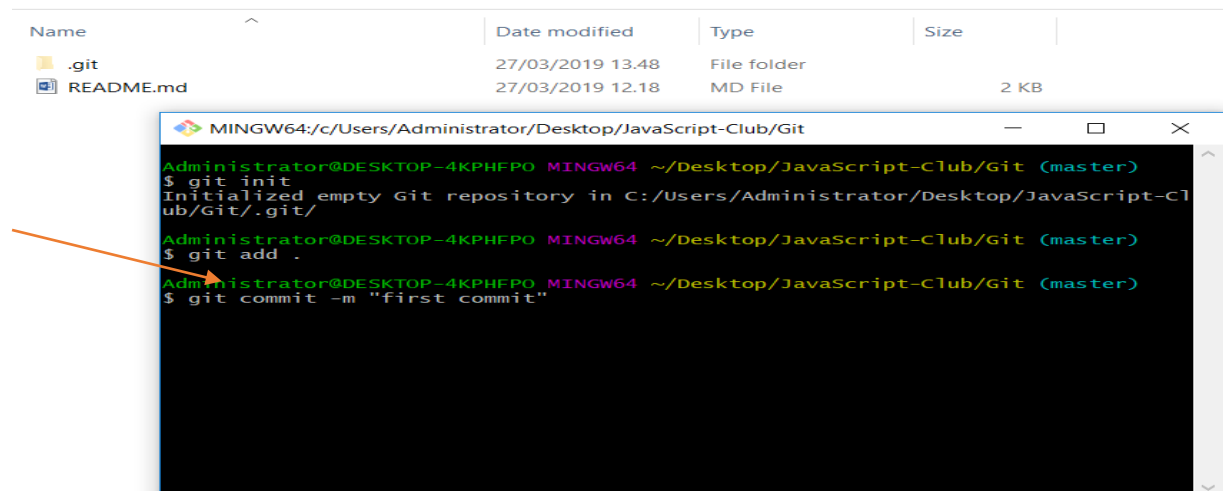 Name Date modified Type Size
.git 27/03/2019 13.48 File folder
README.md 27/03/2019 12.18 MD File 2 KB
MINGW64:/c/Users/Administrator/Desktop/JavaScript-Club/Git
Administrator@DESKTOP-4KPHFPO MINGW64 ~/Desktop/JavaScript-Club/Git (master)
$ git init
Initialized empty Git repository in C:/Users/Administrator/Desktop/JavaScript-Cl
ub/Git/.git/
Administrator@DESKTOP-4KPHFPO MINGW64 ~/Desktop/JavaScript-Club/Git (master)
$ git add .
Administrator@DESKTOP-4KPHFPO MINGW64 ~/Desktop/JavaScript-Club/Git (master)
$ git commit -m "first commit"